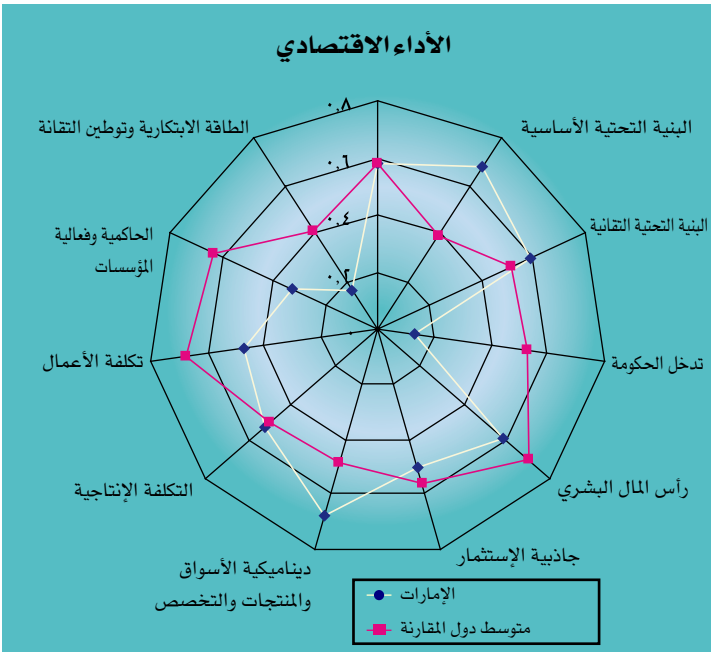 الأداء الاقتصادي
٠,٨
٠,٦
٠,٤
٠,٢
٠
البنية التحتية الأساسية
البنية التحتية التقانية
تدخل الحكومة
رأس المال البشري
جاذبية الإستثمار
ديناميكية الأسواق
والمنتجات والتخصص
التكلفة الإنتاجية
تكلفة الأعمال
الحاكمية وفعالية
المؤسسات
الطاقة الابتكارية وتوطين التقانة
الإمارات
متوسط دول المقارنة